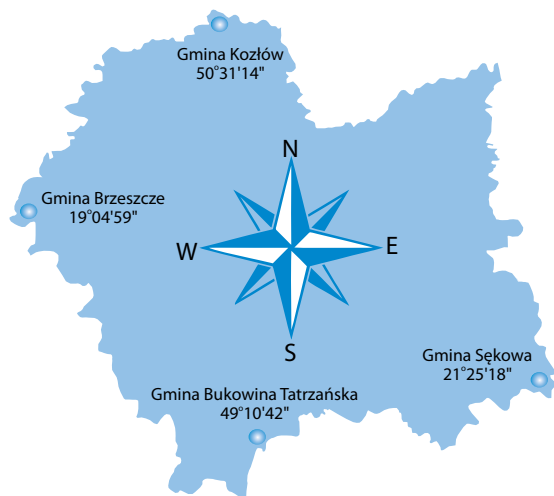 Gmina Kozłów
50°31'14"
N
Gmina Brzeszcze
19°04'59"
W
E
S
Gmina Sękowa
21°25'18"
Gmina Bukowina Tatrzańska
49°10'42"